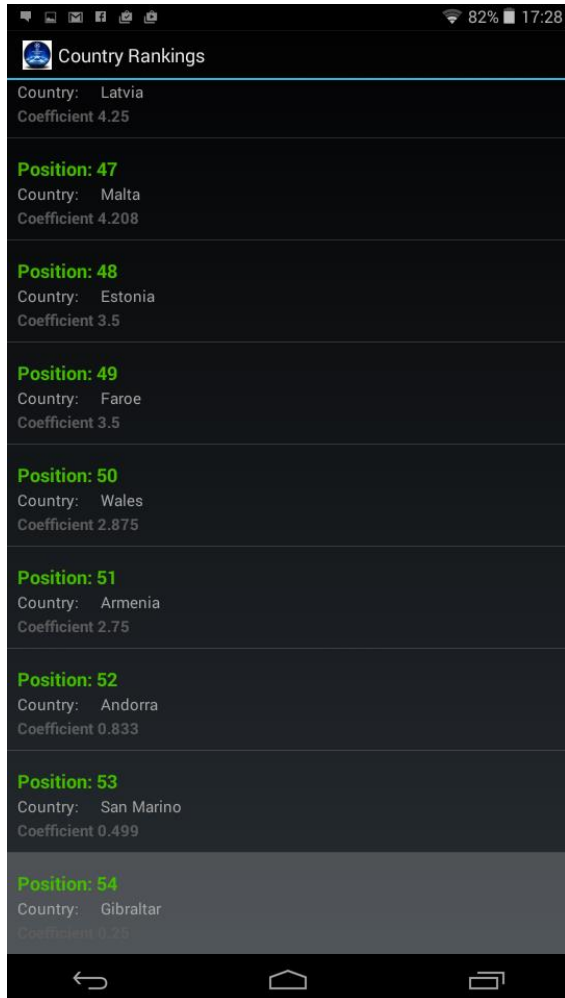 82% 17:28
Country Rankings
Country: Latvia
Coefficient 4.25
Position: 47
Country: Malta
Coefficient 4.208
Position: 48
Country: Estonia
Coefficient 3.5
Position: 49
Country: Faroe
Coefficient 3.5
Position: 50
Country: Wales
Coefficient 2.875
Position: 51
Country: Armenia
Coefficient 2.75
Position: 52
Country: Andorra
Coefficient 0.833
Position: 53
Country: San Marino
Coefficient 0.499
Position: 54
Country: Gibraltar
Coefficient 0.25